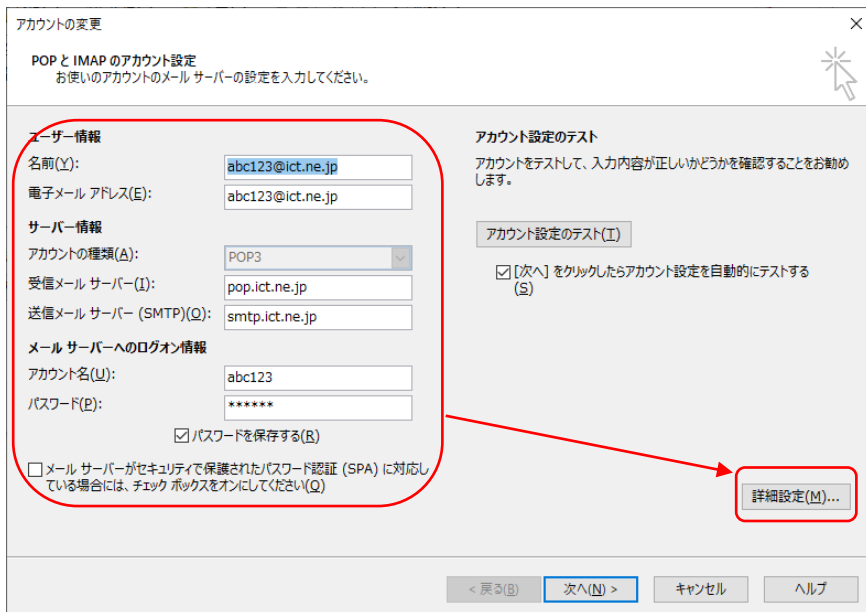 アカウントの変更
POP と IMAP のアカウント設定
お使いのアカウントのメール サーバーの設定を入力してください。
ユーザー情報
名前(Y):
abc123@ict.ne.jp
電子メール アドレス(E):
abc123@ict.ne.jp
サーバー情報
アカウントの種類(A):
POP3
受信メール サーバー(I):
pop.ict.ne.jp
送信メール サーバー (SMTP)(O):
smtp.ict.ne.jp
メール サーバーへのログオン情報
アカウント名(U):
abc123
パスワード(P):
******
パスワードを保存する(R)
メール サーバーがセキュリティで保護されたパスワード認証 (SPA) に対応し
ている場合には、チェック ボックスをオンにしてください(Q)
アカウント設定のテスト
アカウントをテストして、入力内容が正しいかどうかを確認することをお勧め
します。
アカウント設定のテスト(T)
[次へ] をクリックしたらアカウント設定を自動的にテストする
(S)
詳細設定(M)...
< 戻る(B)
次へ(N) >
キャンセル
ヘルプ